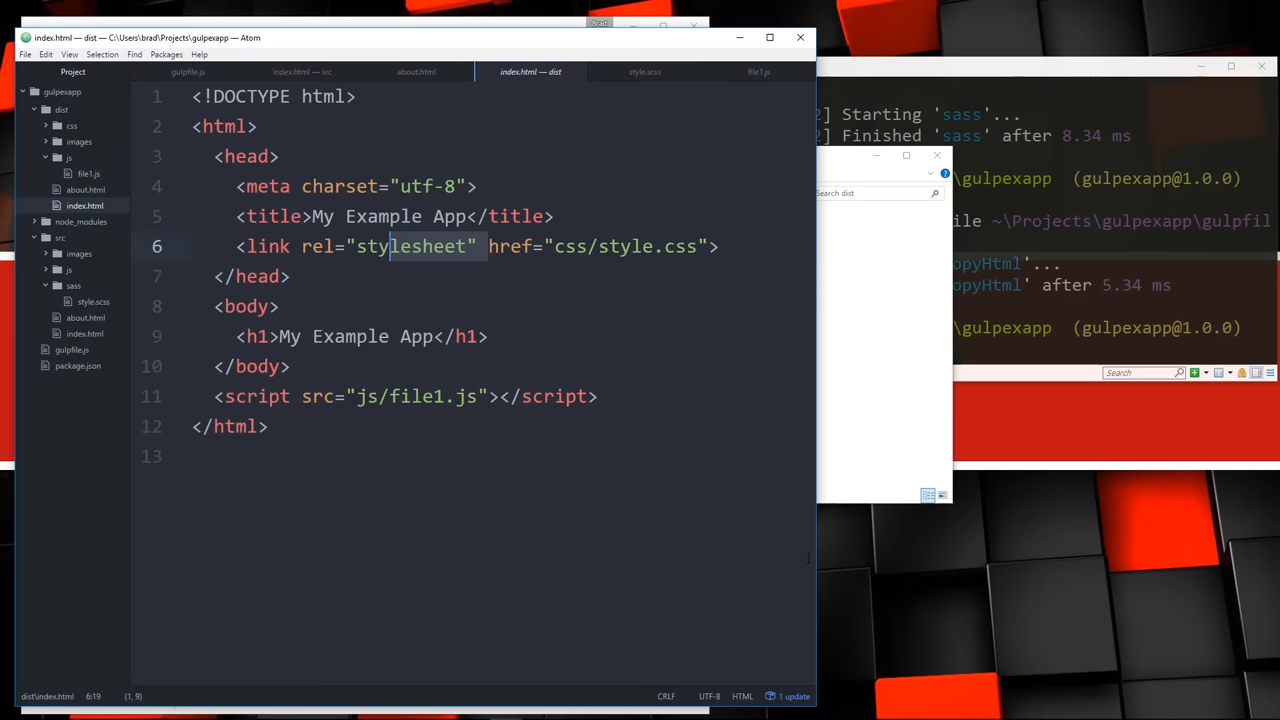 Brad
index.html — dist — C:\Users\brad\Projects\gulpexapp — Atom
File Edit View Selection Find Packages Help
Project
gulpfile.js
index.html — src
about.html
index.html — dist
style.scss
file1.js
gulpexapp
dist
css
images
js
file1.js
about.html
index.html
node_modules
src
images
js
sass
style.scss
about.html
index.html
gulpfile.js
package.json
1 <!DOCTYPE html>
2 <html>
3 <head>
4 <meta charset="utf-8">
5 <title>My Example App</title>
6 <link rel="stylesheet" href="css/style.css">
7 </head>
8 <body>
9 <h1>My Example App</h1>
10 </body>
11 <script src="js/file1.js"></script>
12 </html>
13
dist\index.html 6:19 (1, 9)
CRLF UTF-8 HTML 1 update
2] Starting 'sass'...
] Finished 'sass' after 8.34 ms
\gulpexapp (gulpexapp@1.0.0)
ile ~\Projects\gulpexapp\gulpfil
opyHtml'...
opyHtml' after 5.34 ms
\gulpexapp (gulpexapp@1.0.0)
Search
Search dist